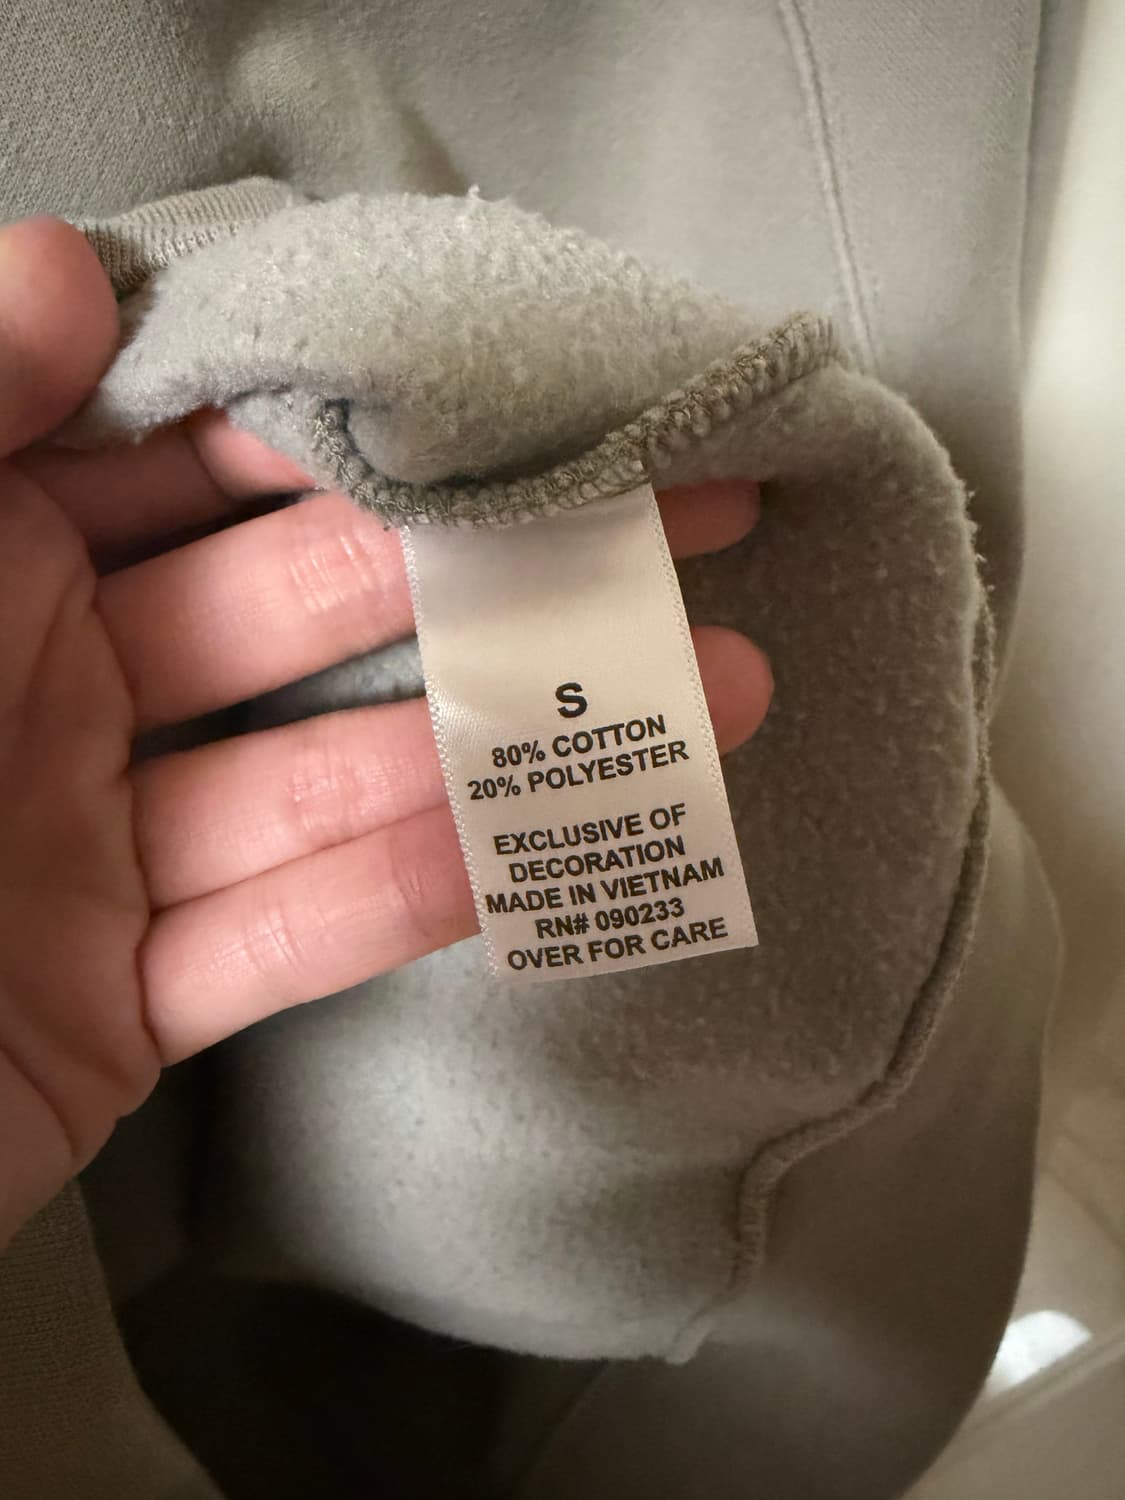 S
80% COTTON
20% POLYESTER
EXCLUSIVE OF
DECORATION
MADE IN VIETNAM
RN# 090233
OVER FOR CARE